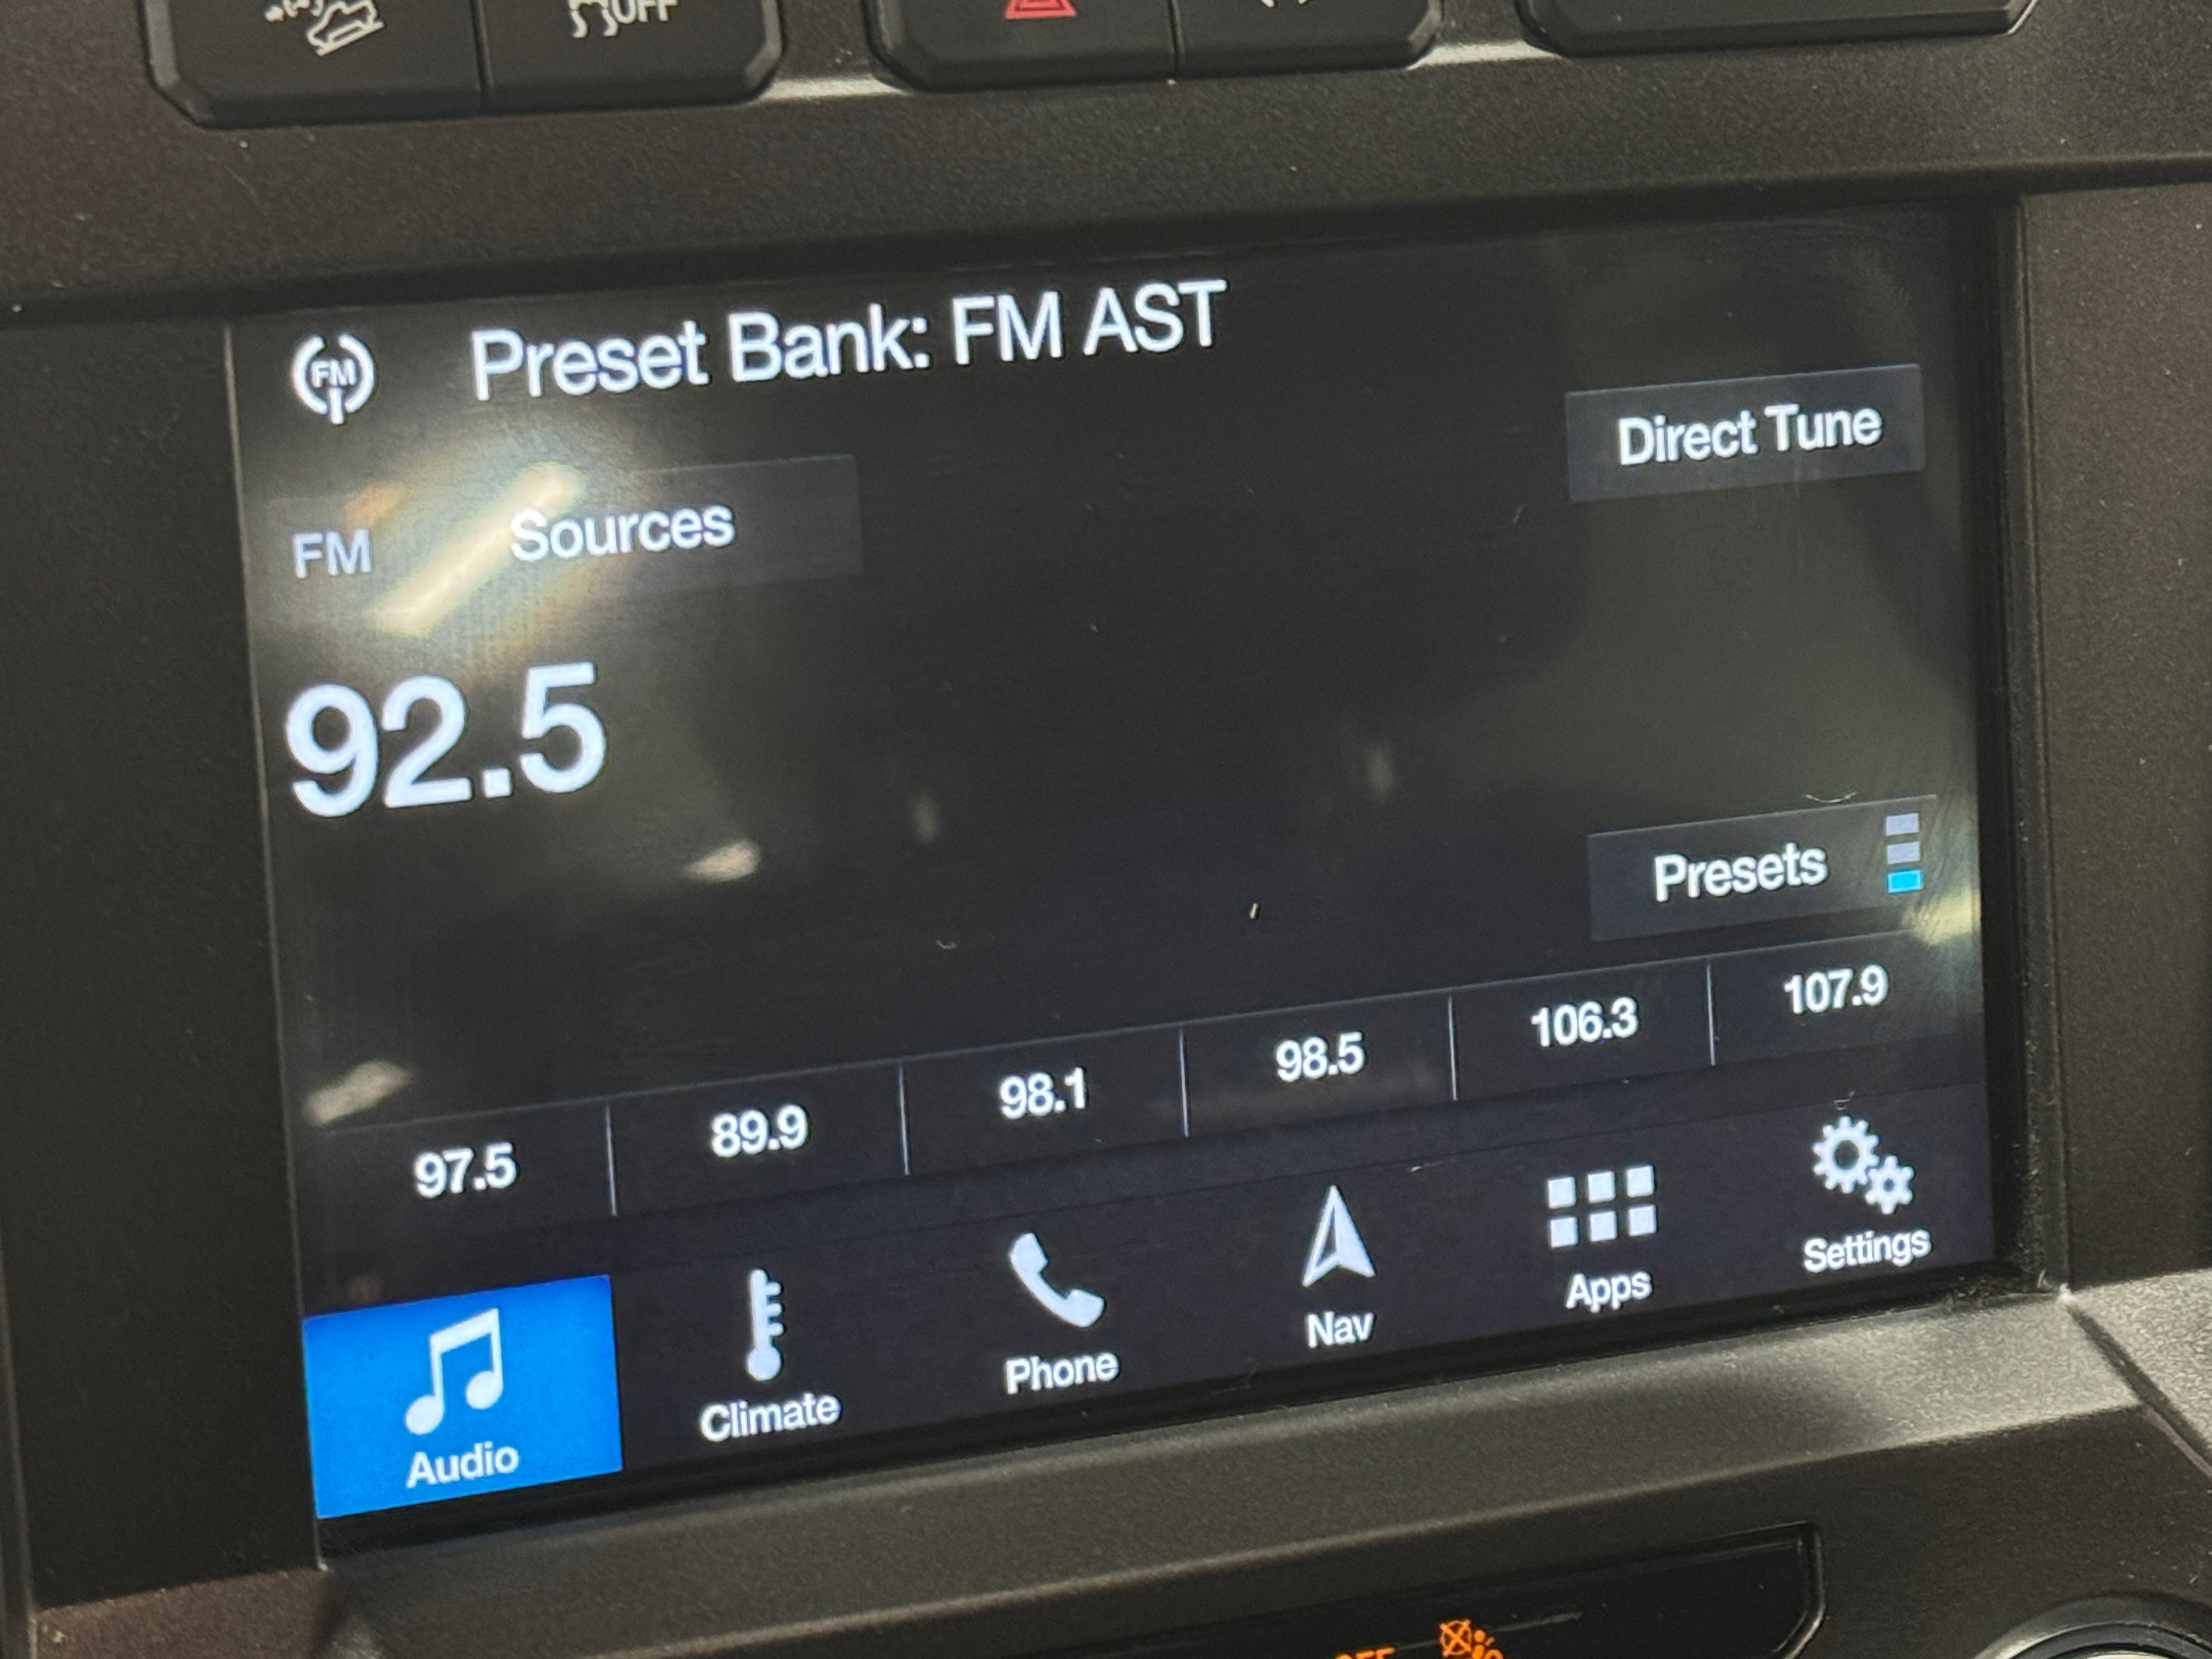 OFF
FM
Preset Bank: FM AST
Direct Tune
FM
Sources
92.5
Presets
97.5
89.9
98.1
98.5
106.3
107.9
Audio
Climate
Phone
Nav
Apps
Settings
OFF